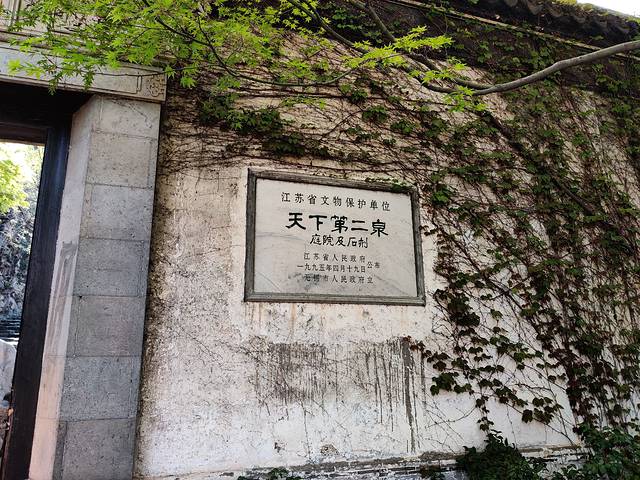 江苏省文物保护单位
天下第二泉
庭院及石刻
江苏省人民政府
一九九五年四月十九日公布
无锡市人民政府立